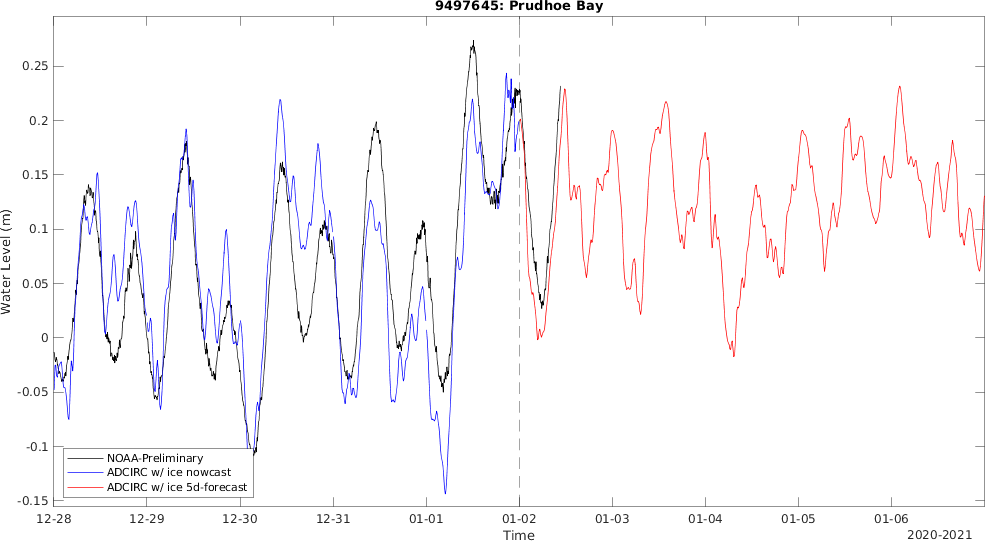 9497645: Prudhoe Bay
Water Level (m)
0.25
0.2
0.15
0.1
0.05
0
-0.05
-0.1
-0.15
NOAA-Preliminary
ADCIRC w/ ice nowcast
ADCIRC w/ ice 5d-forecast
12-28 12-29 12-30 12-31 01-01 01-02 01-03 01-04 01-05 01-06
Time
2020-2021